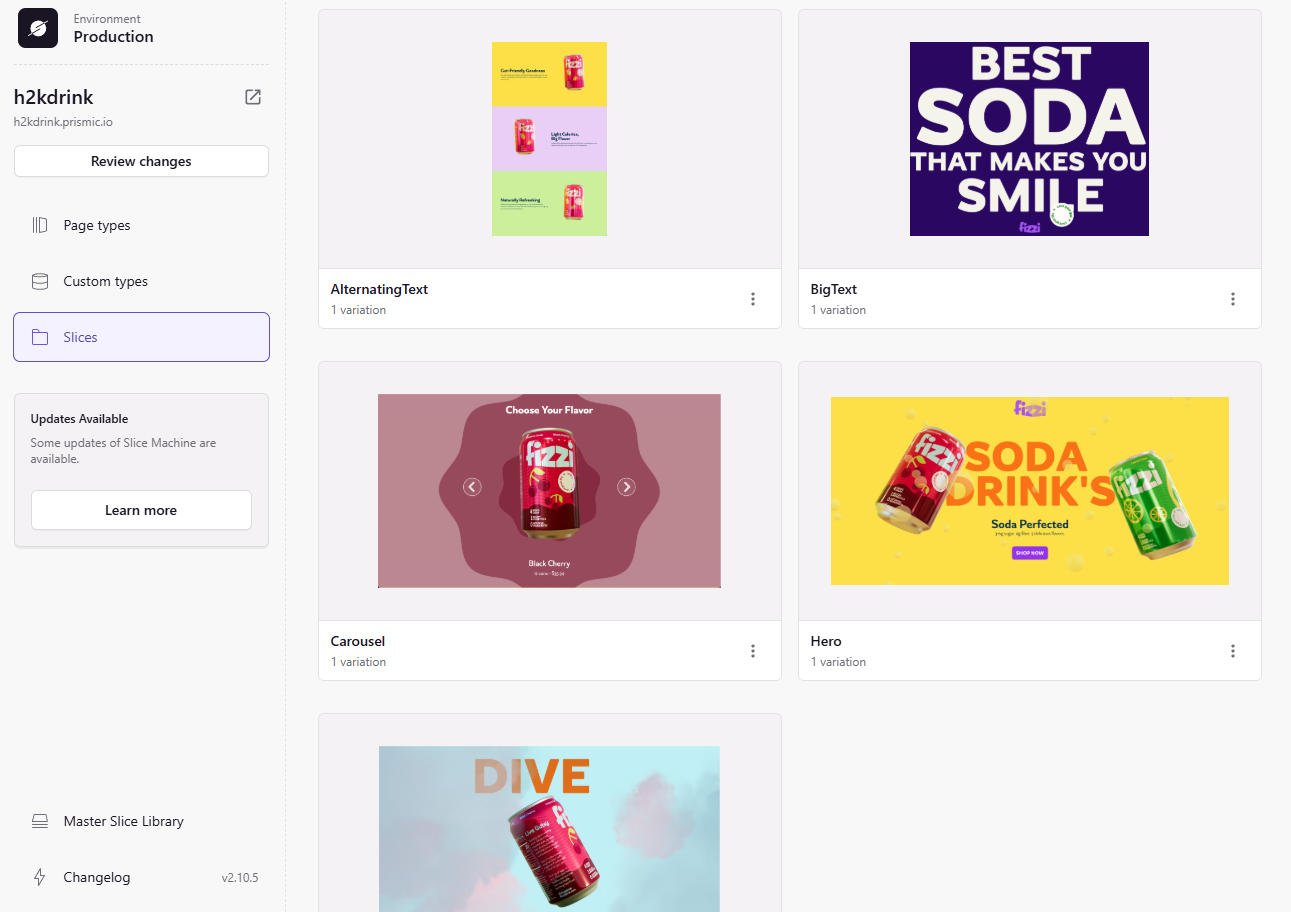 Environment
Production
h2kdrink
h2kdrink.prismic.io
Review changes
Page types
Custom types
Slices
Updates Available
Some updates of Slice Machine are
available.
Learn more
Master Slice Library
Changelog
v2.10.5
Gut-Friendly Goodness
fizzi
Light Calories,
Big Flavor
fizzi
Naturally Refreshing
fizzi
AlternatingText
1 variation
BEST
SODA
THAT MAKES YOU
SMILE
fizzi
BigText
1 variation
Choose Your Flavor
fizzi
Black Cherry
Carousel
1 variation
fizzi
SODA
DRINK'S
fizzi
fizzi
Soda Perfected
SHOP NOW
Hero
1 variation
DIVE
Live Gutsy